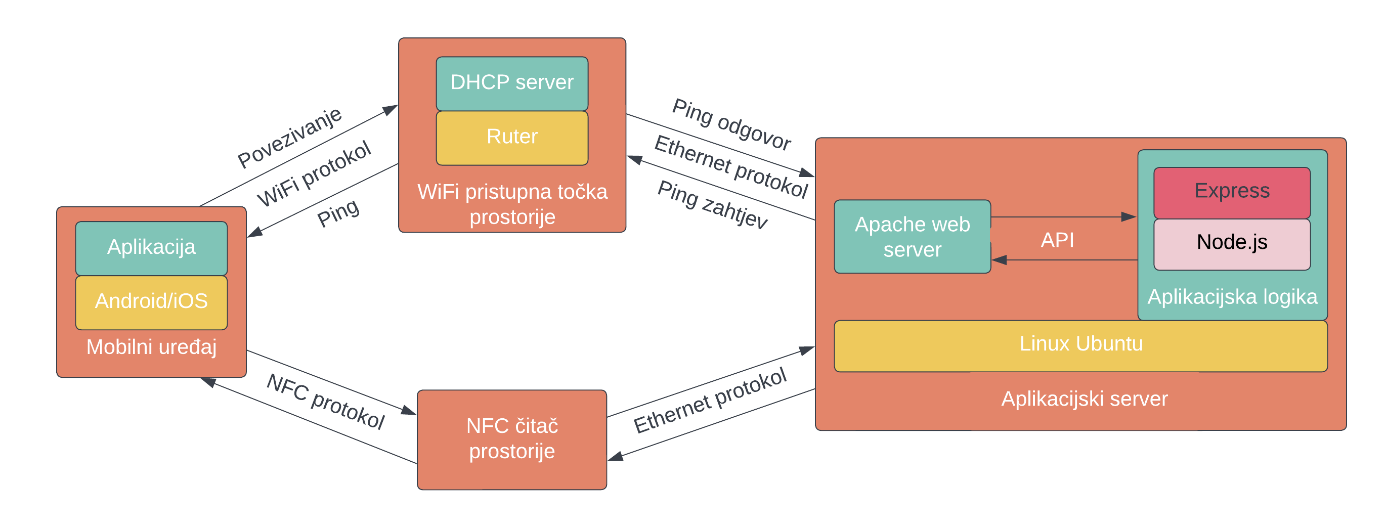 DHCP server
Ruter
WiFi pristupna točka
prostorije
Povezivanje
WiFi protokol
Ping
Ping odgovor
Ethernet protokol
Ping zahtjev
Aplikacija
Android/iOS
Mobilni uređaj
NFC protokol
NFC čitač
prostorije
Ethernet protokol
Apache web
server
API
Express
Node.js
Aplikacijska logika
Linux Ubuntu
Aplikacijski server